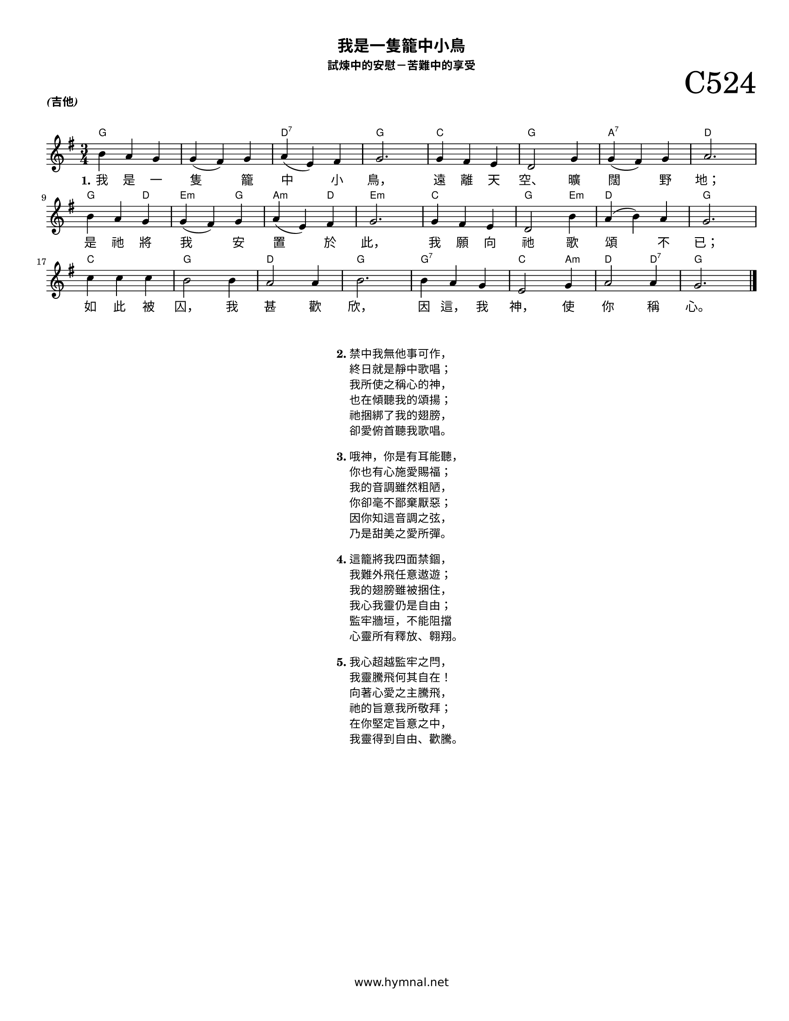 我是一隻籠中小鳥
試煉中的安慰－苦難中的享受
C524
(吉他)
G D7 G C G A7 D
1. 我 是 一 隻 籠 中 小 鳥， 遠 離 天 空、 曠 闊 野 地；
9 G D Em G Am D Em C G Em D G
是 祂 將 我 安 置 於 此， 我 願 向 祂 歌 頌 不 已；
17 C G D G G7 C Am D D7 G
如 此 被 囚， 我 甚 歡 欣， 因 這， 我 神， 使 你 稱 心。
2. 禁中我無他事可作，
終日就是靜中歌唱；
我所使之稱心的神，
也在傾聽我的頌揚；
祂捆綁了我的翅膀，
卻愛俯首聽我歌唱。
3. 哦神，你是有耳能聽，
你也有心施愛賜福；
我的音調雖然粗陋，
你卻毫不鄙棄厭惡；
因你知這音調之弦，
乃是甜美之愛所彈。
4. 這籠將我四面禁錮，
我難外飛任意遨遊；
我的翅膀雖被捆住，
我心我靈仍是自由；
監牢牆垣，不能阻擋
心靈所有釋放、翱翔。
5. 我心超越監牢之閂，
我靈騰飛何其自在！
向著心愛之主騰飛，
祂的旨意我所敬拜；
在你堅定旨意之中，
我靈得到自由、歡騰。
www.hymnal.net